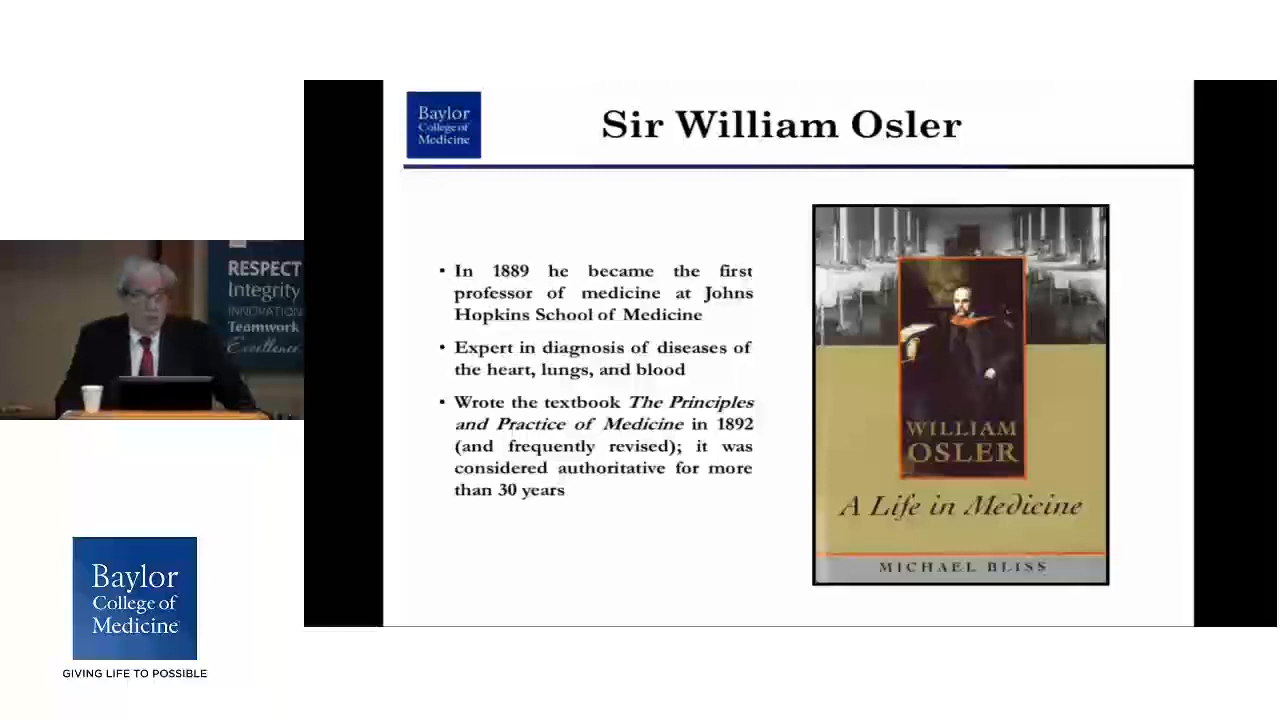 Baylor
College of
Medicine
Sir William Osler
RESPECT
Integrity
INNOVATION
Teamwork
Excellence
• In 1889 he became the first
professor of medicine at Johns
Hopkins School of Medicine
• Expert in diagnosis of diseases of
the heart, lungs, and blood
• Wrote the textbook The Principles
and Practice of Medicine in 1892
(and frequently revised); it was
considered authoritative for more
than 30 years
WILLIAM
OSLER
A Life in Medicine
MICHAEL BLISS
Baylor
College of
Medicine
GIVING LIFE TO POSSIBLE